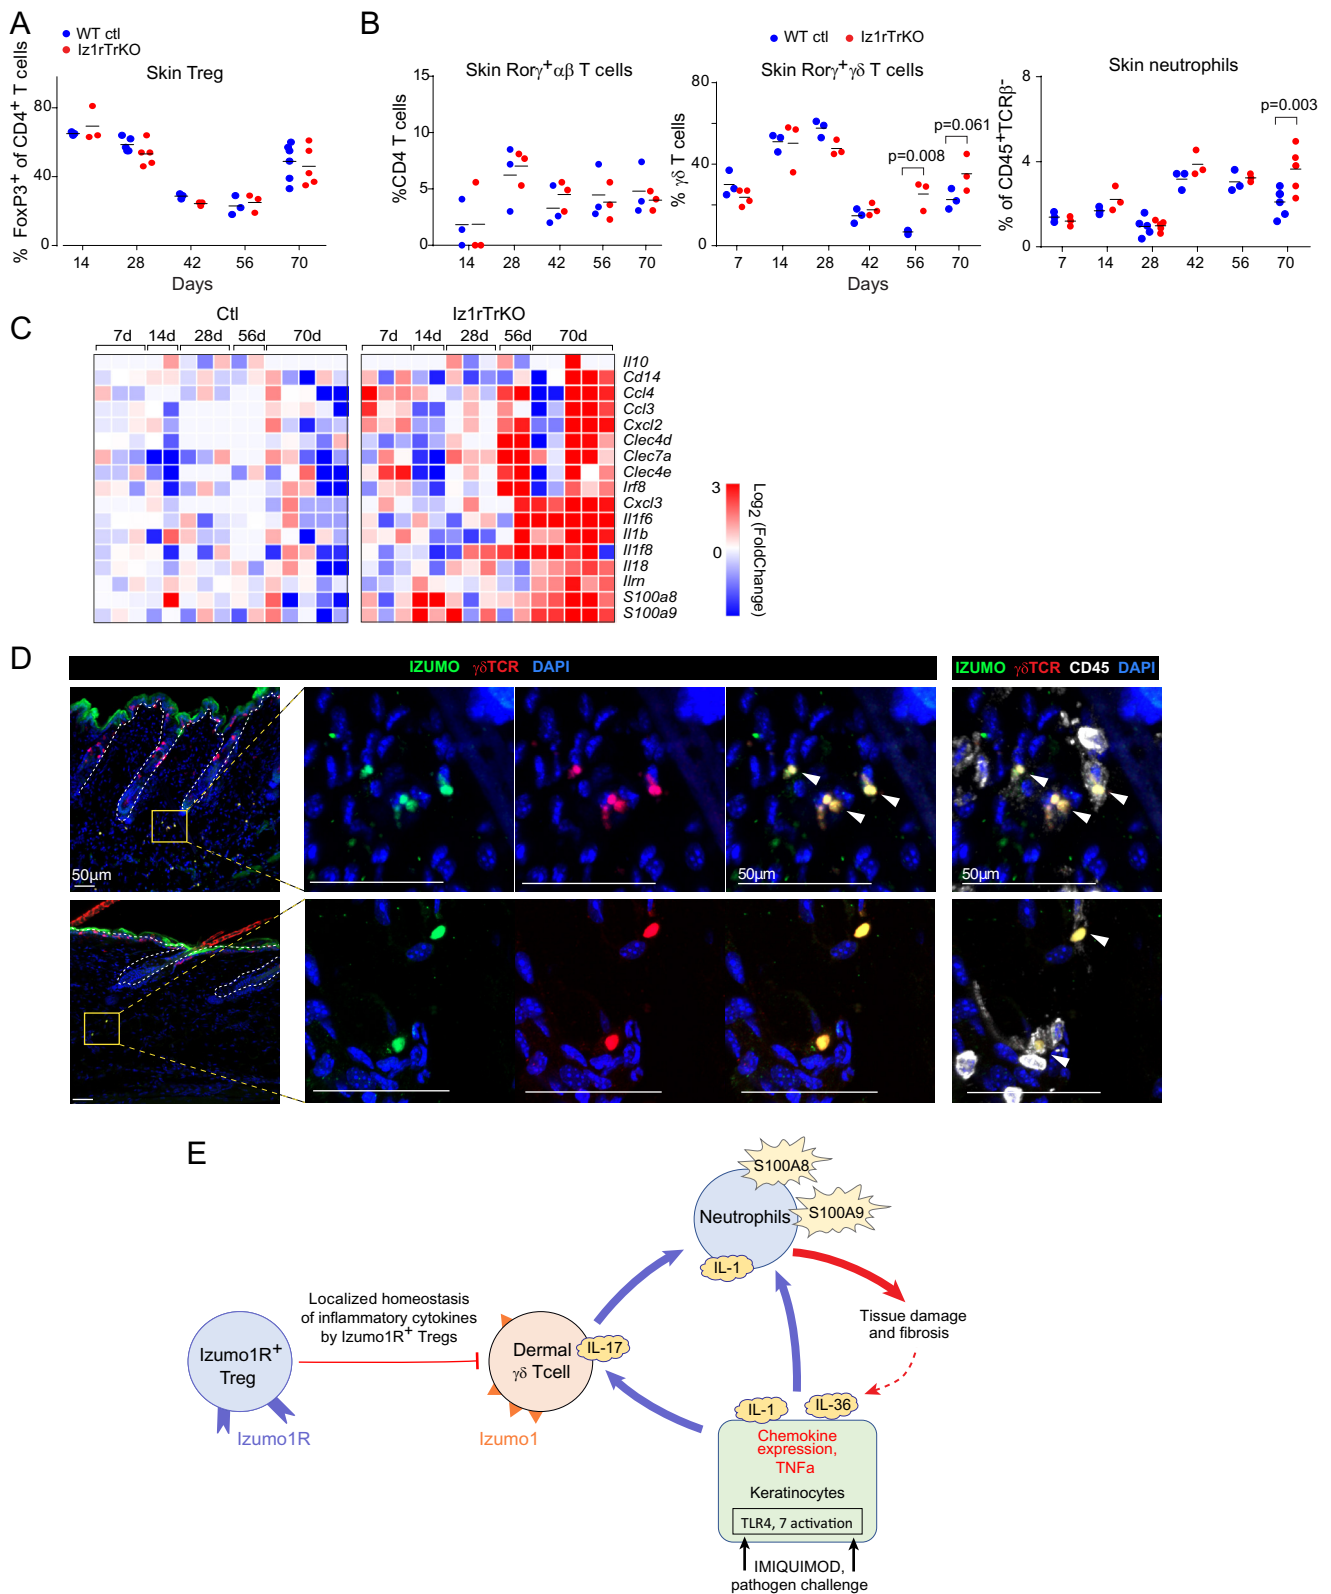 A
WT ctl
Iz1rTrKO
Skin Treg
% FoxP3+ of CD4+ T cells
80
40
0
14 28 42 56 70
Days
B
WT ctl Iz1rTrKO
Skin Rorγ+ αβ T cells
%CD4 T cells
15
10
5
0
14 28 42 56 70
Skin Rorγ+ γδ T cells
% γδ T cells
80
40
0
p=0.008
p=0.061
7 14 28 42 56 70
Skin neutrophils
% of CD45+TCRβ-
8
4
0
p=0.003
7 14 28 42 56 70
Days
C
Ctl Iz1rTrKO
7d 14d 28d 56d 70d 7d 14d 28d 56d 70d
Il10
Cd14
Ccl4
Ccl3
Cxcl2
Clec4d
Clec7a
Clec4e
Irf8
Cxcl3
Il1f6
Il1b
Il1f8
Il18
Ilrn
S100a8
S100a9
3
0
Log2 (FoldChange)
D
IZUMO γδTCR DAPI
IZUMO γδTCR CD45 DAPI
50µm
50µm
50µm
E
S100A8
Neutrophils
S100A9
IL-1
Localized homeostasis
of inflammatory cytokines
by Izumo1R+ Tregs
Tissue damage
and fibrosis
Izumo1R+
Treg
Dermal
γδ Tcell
IL-17
Izumo1R
Izumo1
IL-1
IL-36
Chemokine
expression,
TNFa
Keratinocytes
TLR4, 7 activation
IMIQUIMOD,
pathogen challenge